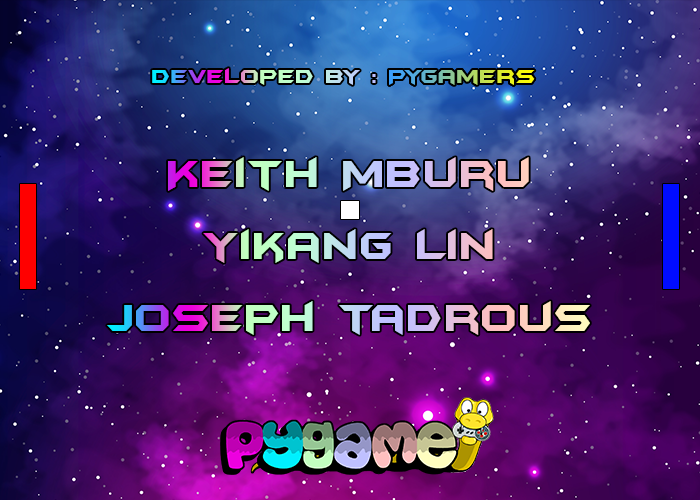 DEVELOPED BY : PYGAMERS
KEITH MBURU
YIKANG LIN
JOSEPH TADROUS
pygame